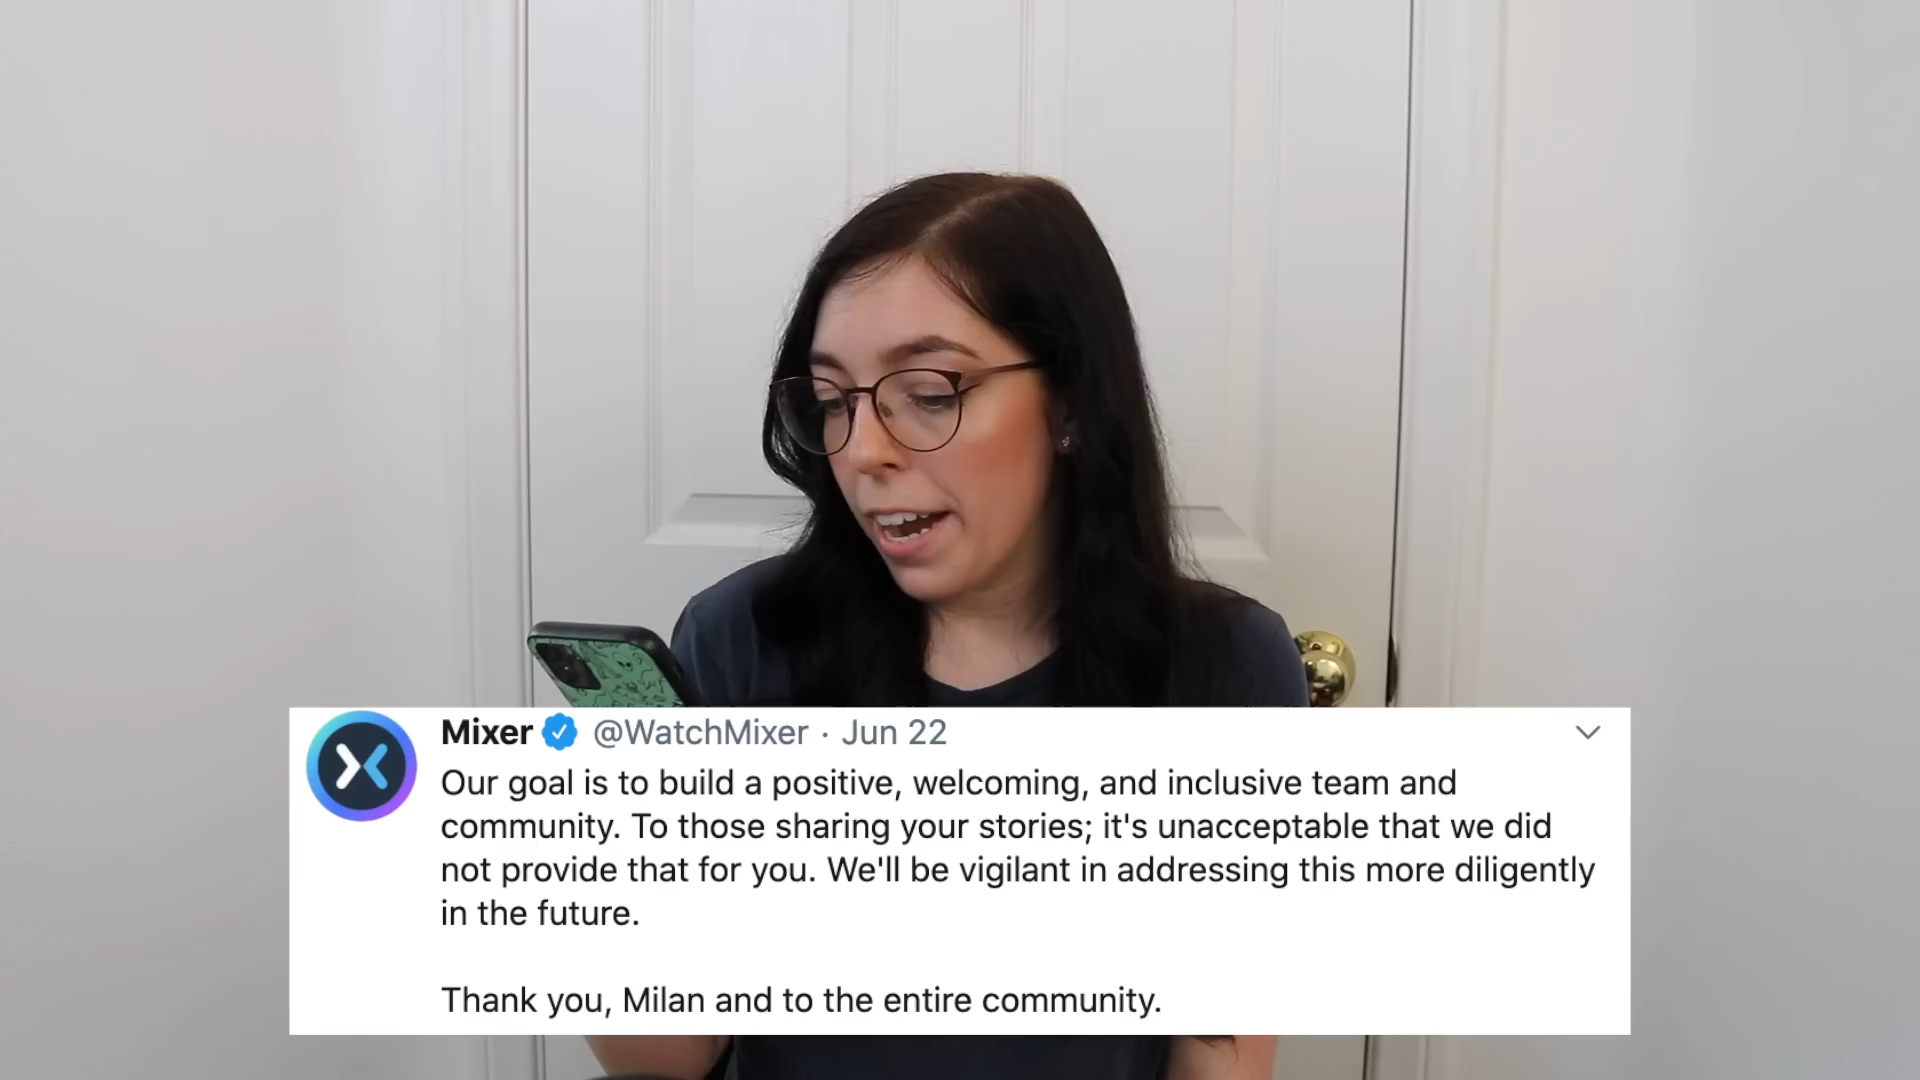 Mixer @WatchMixer · Jun 22
Our goal is to build a positive, welcoming, and inclusive team and
community. To those sharing your stories; it's unacceptable that we did
not provide that for you. We'll be vigilant in addressing this more diligently
in the future.
Thank you, Milan and to the entire community.